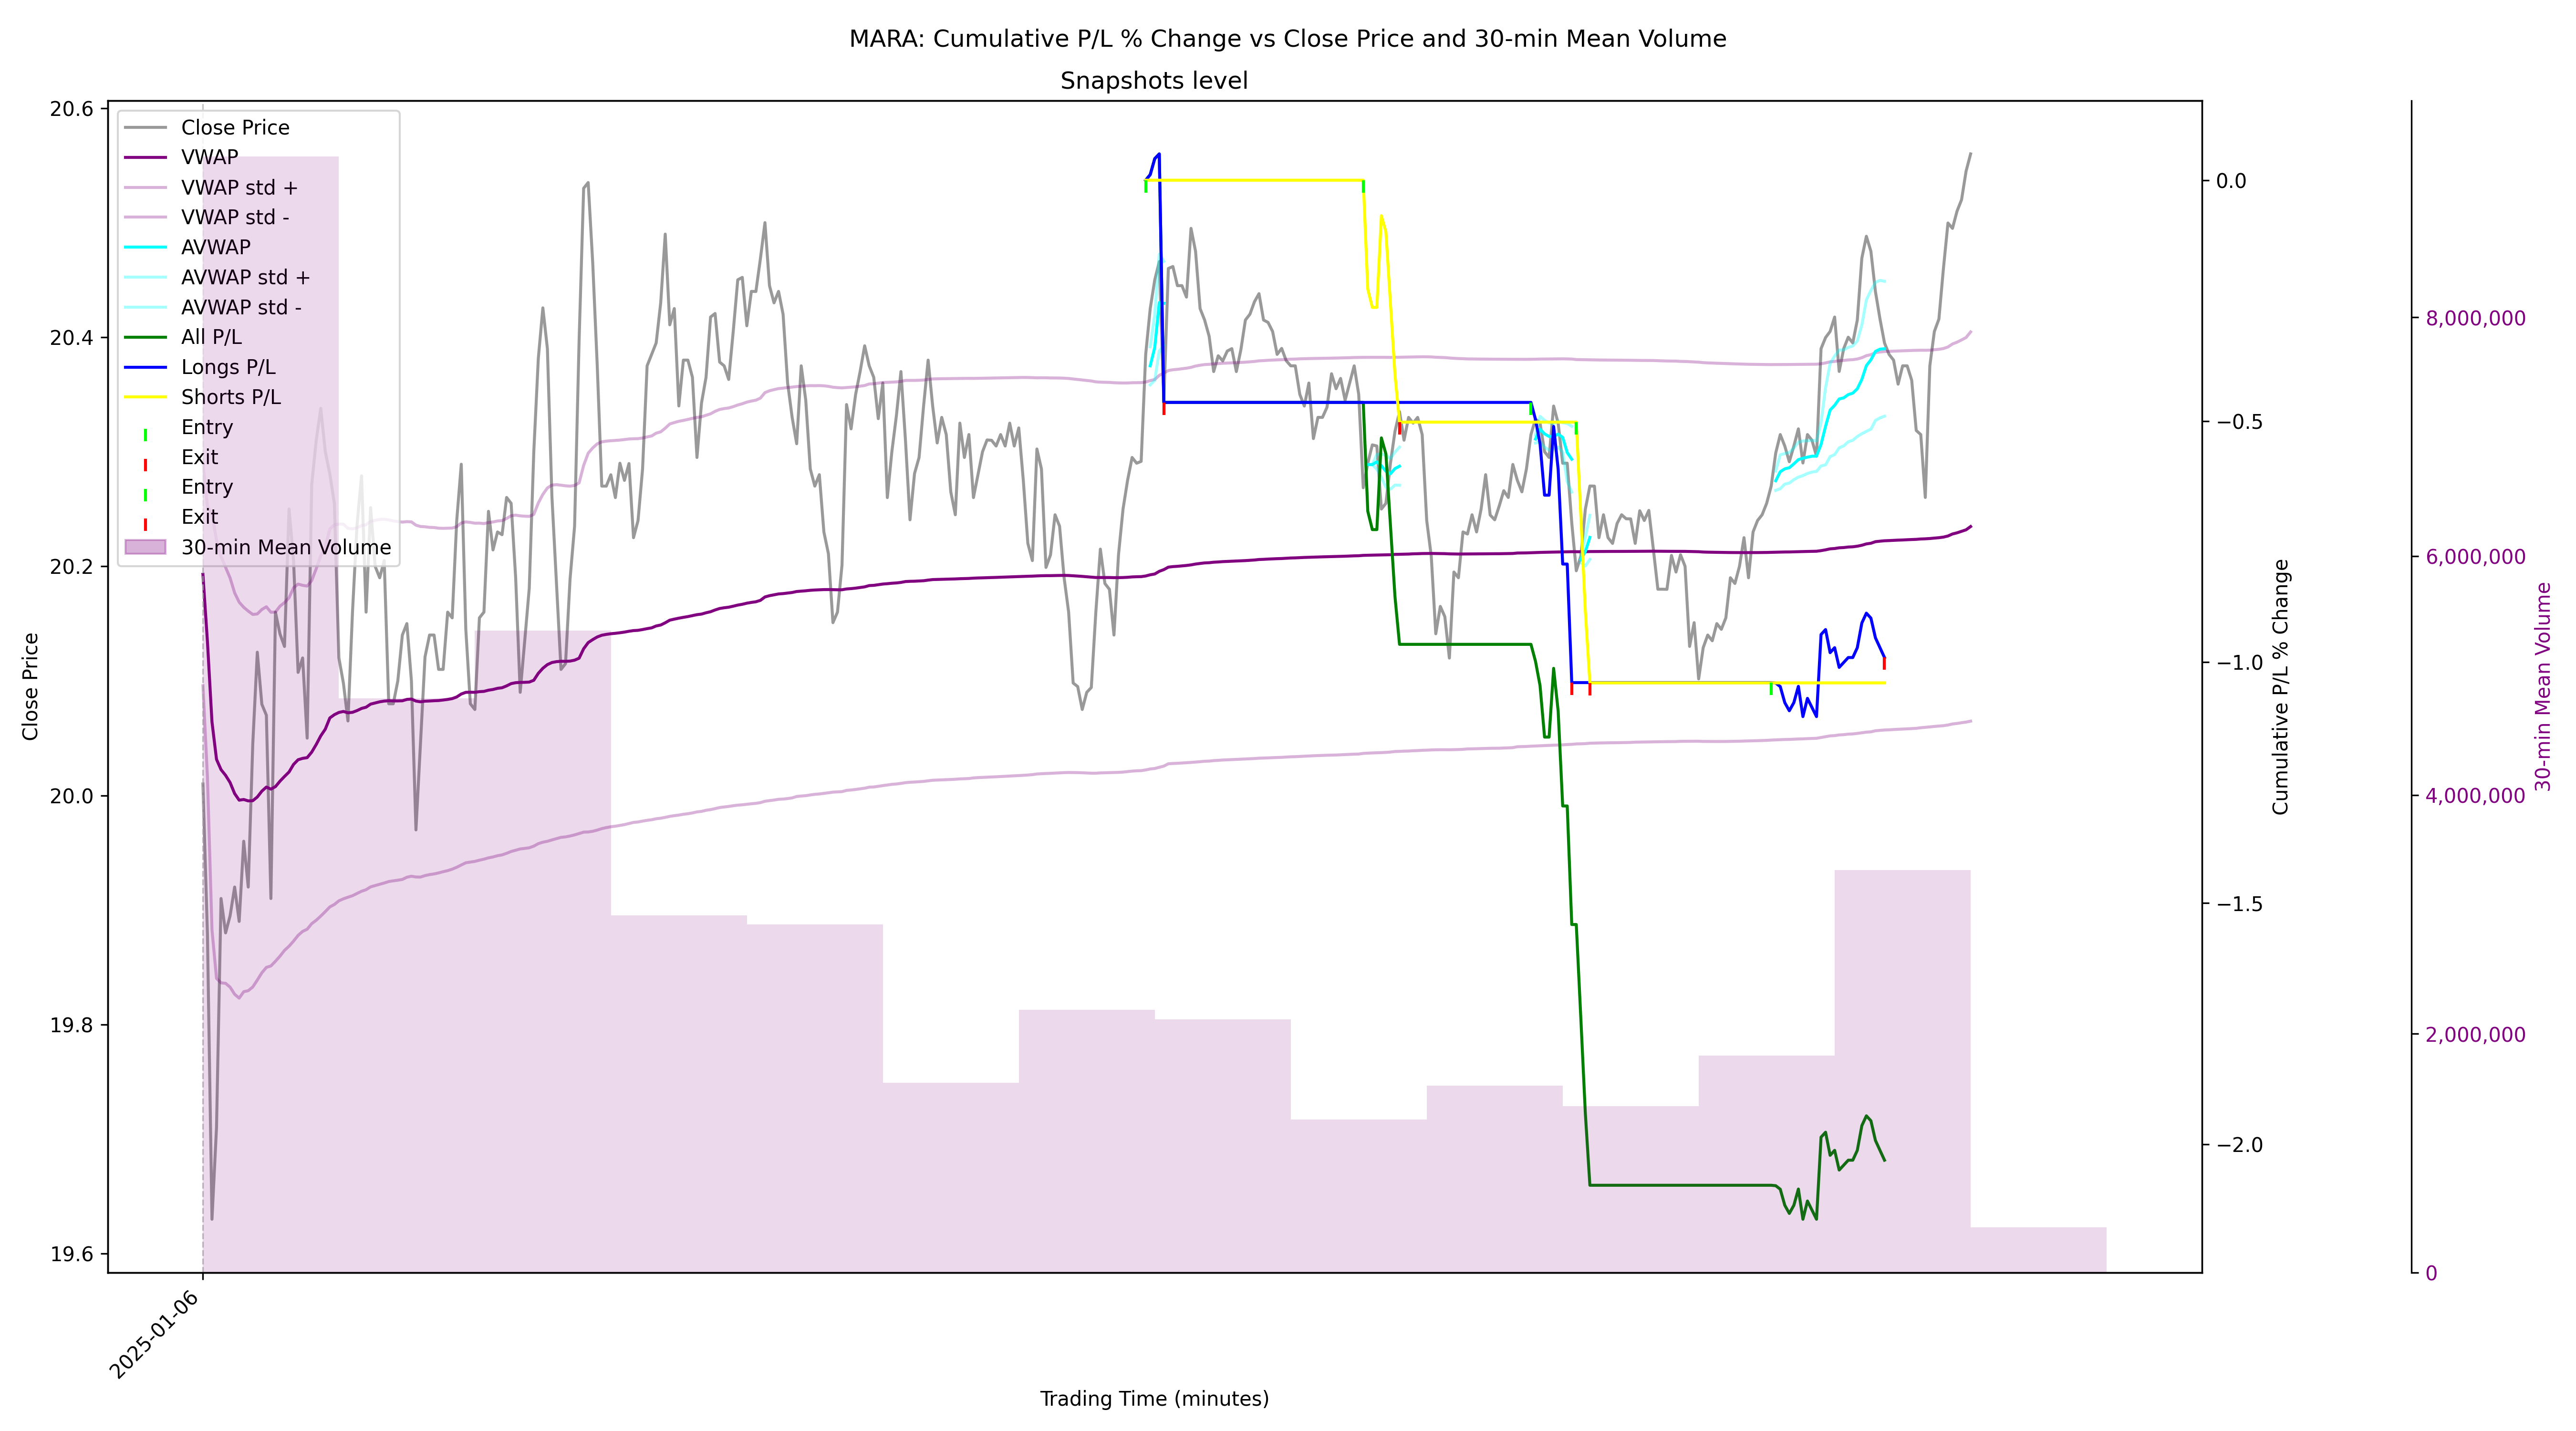 MARA: Cumulative P/L % Change vs Close Price and 30-min Mean Volume
Snapshots level
Close Price
VWAP
VWAP std +
VWAP std -
AVWAP
AVWAP std +
AVWAP std -
All P/L
Longs P/L
Shorts P/L
Entry
Exit
Entry
Exit
30-min Mean Volume
20.6
20.4
20.2
20.0
19.8
19.6
Close Price
2025-01-06
Trading Time (minutes)
0.0
−0.5
−1.0
−1.5
−2.0
Cumulative P/L % Change
8,000,000
6,000,000
4,000,000
2,000,000
0
30-min Mean Volume